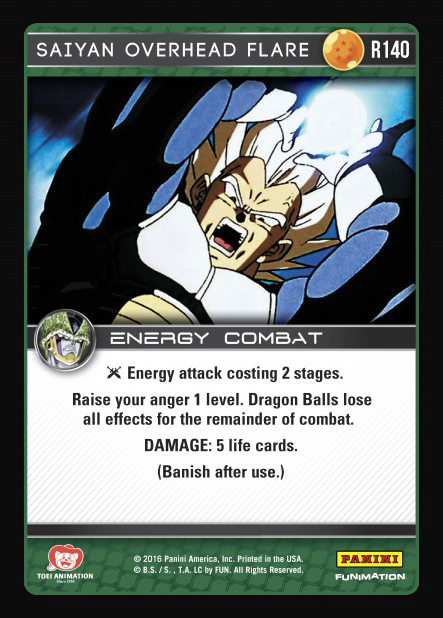 SAIYAN OVERHEAD FLARE R140
ENERGY COMBAT
Energy attack costing 2 stages.
Raise your anger 1 level. Dragon Balls lose
all effects for the remainder of combat.
DAMAGE: 5 life cards.
(Banish after use.)
TOEI ANIMATION
Since 1956
© 2016 Panini America, Inc. Printed in the USA.
© B.S. / S. , T.A. LC by FUN. All Rights Reserved.
PANINI
FUNIMATION